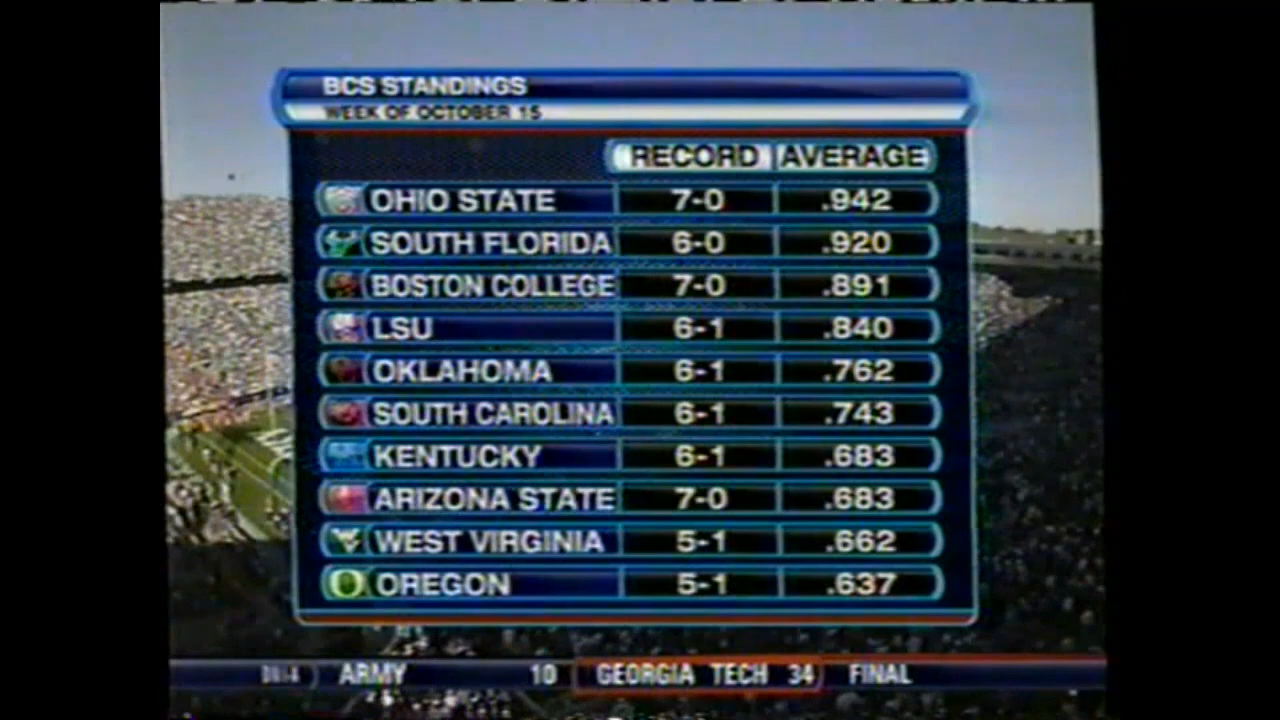 BCS STANDINGS
WEEK OF OCTOBER 15
RECORD AVERAGE
OHIO STATE 7-0 .942
SOUTH FLORIDA 6-0 .920
BOSTON COLLEGE 7-0 .891
LSU 6-1 .840
OKLAHOMA 6-1 .762
SOUTH CAROLINA 6-1 .743
KENTUCKY 6-1 .683
ARIZONA STATE 7-0 .683
WEST VIRGINIA 5-1 .662
OREGON 5-1 .637
ARMY 10 GEORGIA TECH 34 FINAL